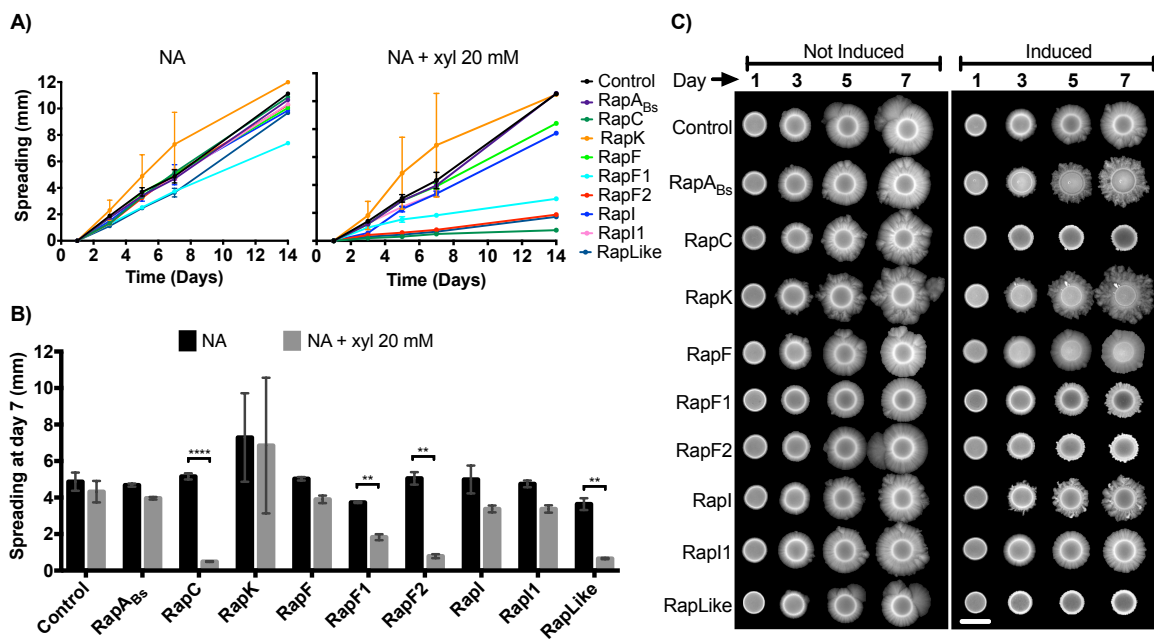 A)
NA
NA + xyl 20 mM
Spreading (mm)
12
10
8
6
4
2
0
0 2 4 6 8 10 12 14
Time (Days)
0 2 4 6 8 10 12 14
Time (Days)
Control
RapABs
RapC
RapK
RapF
RapF1
RapF2
RapI
RapI1
RapLike
B)
NA
NA + xyl 20 mM
Spreading at day 7 (mm)
12
10
8
6
4
2
0
****
**
**
**
Control
RapABs
RapC
RapK
RapF
RapF1
RapF2
RapI
RapI1
RapLike
C)
Not Induced
Induced
Day
1 3 5 7
1 3 5 7
Control
RapABs
RapC
RapK
RapF
RapF1
RapF2
RapI
RapI1
RapLike